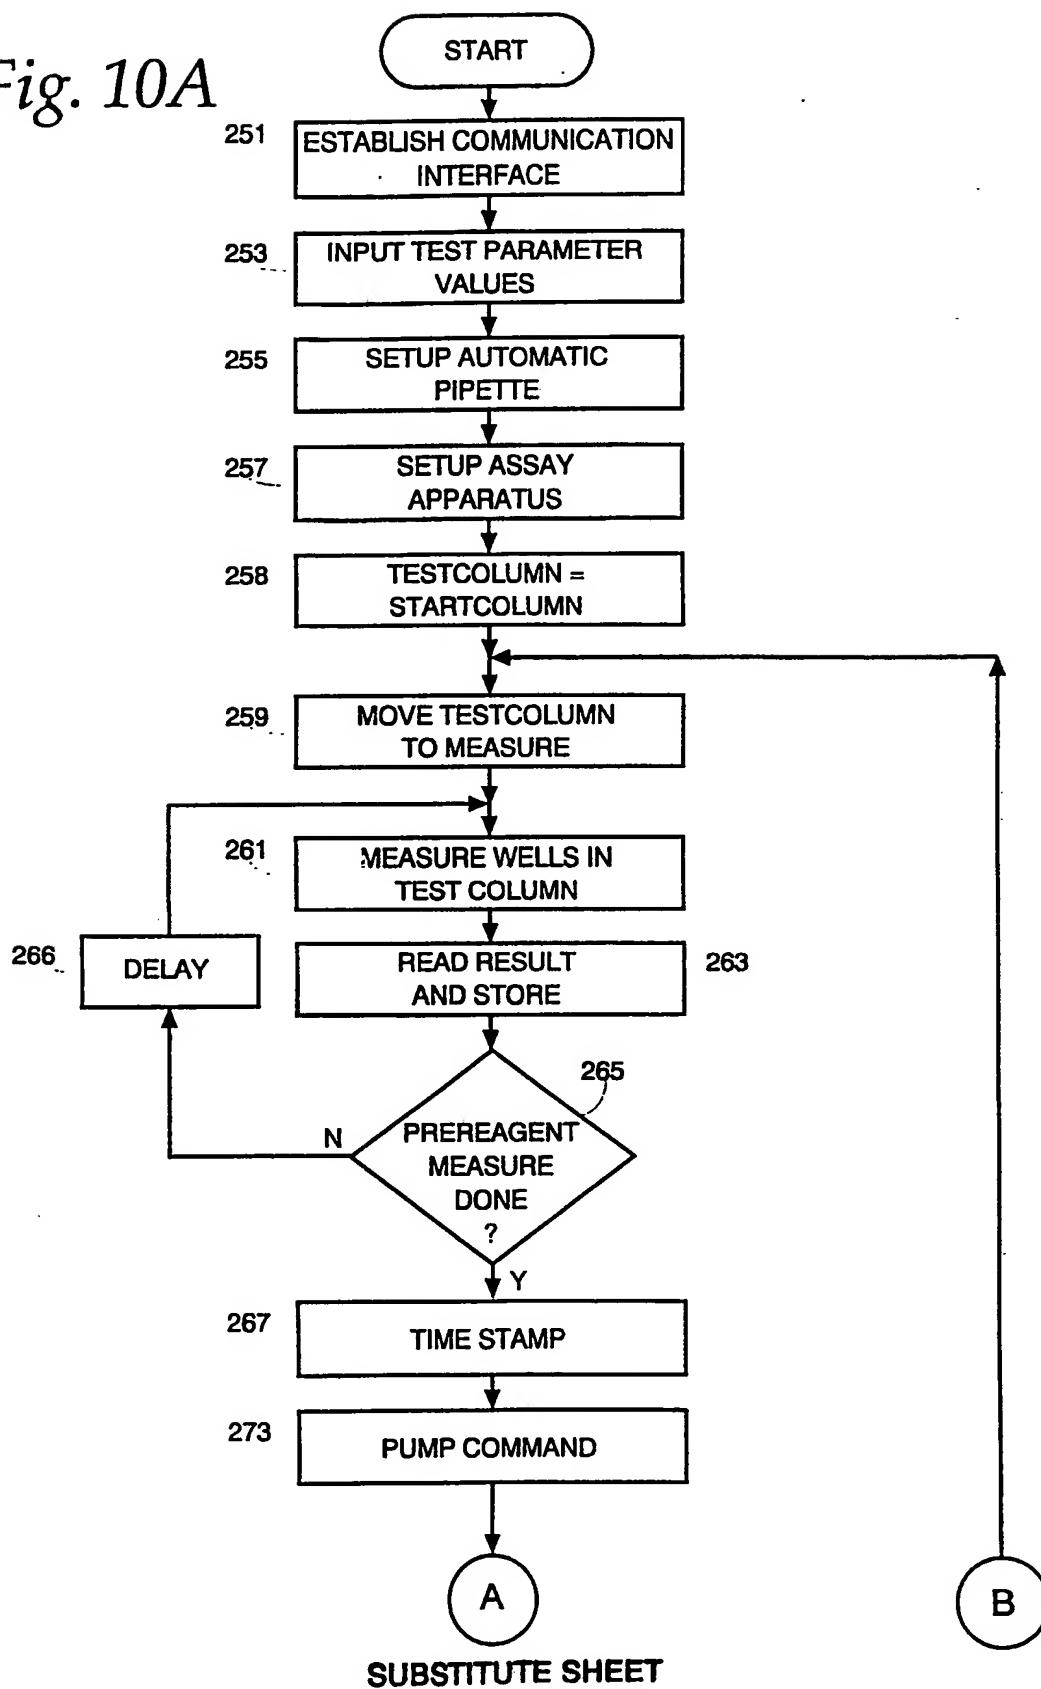 Fig. 10A
START
251
ESTABLISH COMMUNICATION
INTERFACE
253
INPUT TEST PARAMETER
VALUES
255
SETUP AUTOMATIC
PIPETTE
257
SETUP ASSAY
APPARATUS
258
TESTCOLUMN =
STARTCOLUMN
259
MOVE TESTCOLUMN
TO MEASURE
261
MEASURE WELLS IN
TEST COLUMN
266
DELAY
READ RESULT
AND STORE
263
265
N
PREREAGENT
MEASURE
DONE
?
Y
267
TIME STAMP
273
PUMP COMMAND
A
B
SUBSTITUTE SHEET